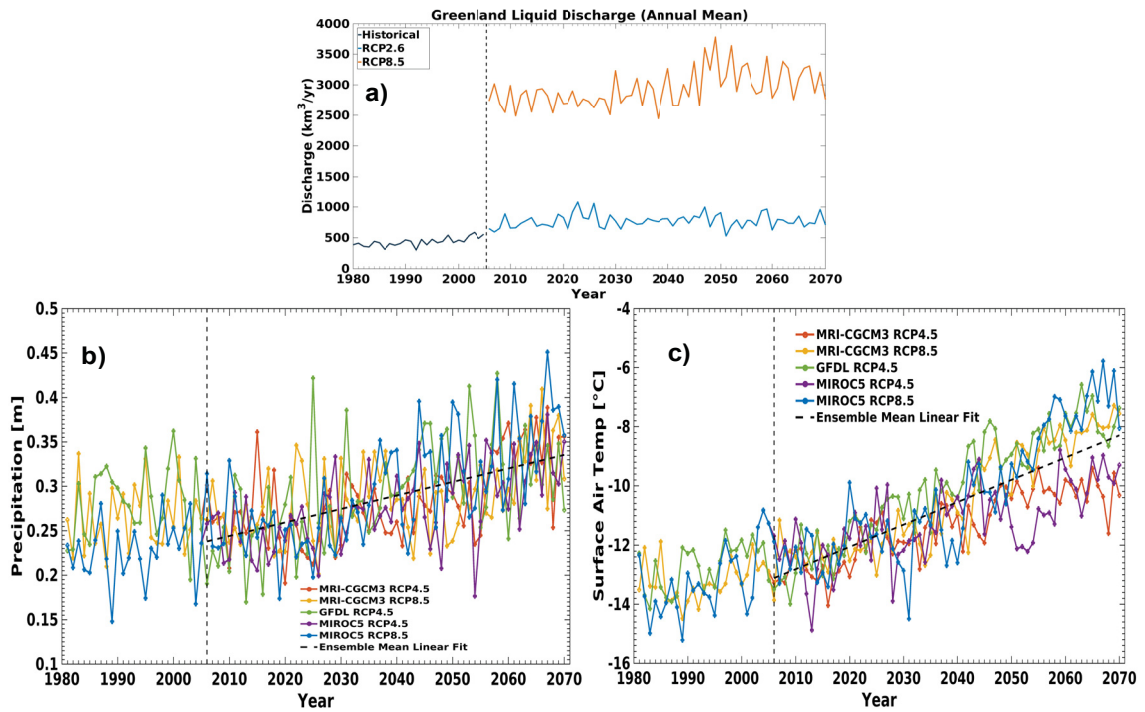 Greenland Liquid Discharge (Annual Mean)
4000
3500
3000
2500
2000
1500
1000
500
0
Discharge (km³/yr)
Historical
RCP2.6
RCP8.5
a)
1980 1990 2000 2010 2020 2030 2040 2050 2060 2070
Year
0.5
0.45
0.4
0.35
0.3
0.25
0.2
0.15
0.1
Precipitation [m]
b)
MRI-CGCM3 RCP4.5
MRI-CGCM3 RCP8.5
GFDL RCP4.5
MIROC5 RCP4.5
MIROC5 RCP8.5
Ensemble Mean Linear Fit
1980 1990 2000 2010 2020 2030 2040 2050 2060 2070
Year
-4
-6
-8
-10
-12
-14
-16
Surface Air Temp [°C]
c)
MRI-CGCM3 RCP4.5
MRI-CGCM3 RCP8.5
GFDL RCP4.5
MIROC5 RCP4.5
MIROC5 RCP8.5
Ensemble Mean Linear Fit
1980 1990 2000 2010 2020 2030 2040 2050 2060 2070
Year